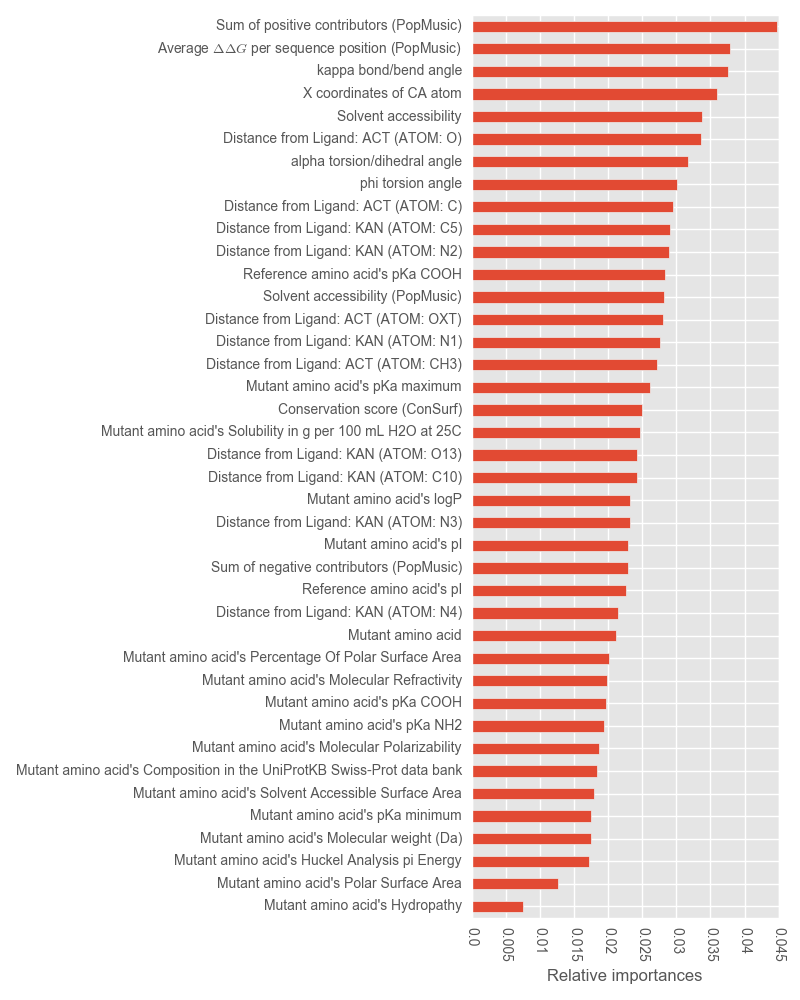 Sum of positive contributors (PopMusic)
Average ΔΔG per sequence position (PopMusic)
kappa bond/bend angle
X coordinates of CA atom
Solvent accessibility
Distance from Ligand: ACT (ATOM: O)
alpha torsion/dihedral angle
phi torsion angle
Distance from Ligand: ACT (ATOM: C)
Distance from Ligand: KAN (ATOM: C5)
Distance from Ligand: KAN (ATOM: N2)
Reference amino acid's pKa COOH
Solvent accessibility (PopMusic)
Distance from Ligand: ACT (ATOM: OXT)
Distance from Ligand: KAN (ATOM: N1)
Distance from Ligand: ACT (ATOM: CH3)
Mutant amino acid's pKa maximum
Conservation score (ConSurf)
Mutant amino acid's Solubility in g per 100 mL H2O at 25C
Distance from Ligand: KAN (ATOM: O13)
Distance from Ligand: KAN (ATOM: C10)
Mutant amino acid's logP
Distance from Ligand: KAN (ATOM: N3)
Mutant amino acid's pI
Sum of negative contributors (PopMusic)
Reference amino acid's pI
Distance from Ligand: KAN (ATOM: N4)
Mutant amino acid
Mutant amino acid's Percentage Of Polar Surface Area
Mutant amino acid's Molecular Refractivity
Mutant amino acid's pKa COOH
Mutant amino acid's pKa NH2
Mutant amino acid's Molecular Polarizability
Mutant amino acid's Composition in the UniProtKB Swiss-Prot data bank
Mutant amino acid's Solvent Accessible Surface Area
Mutant amino acid's pKa minimum
Mutant amino acid's Molecular weight (Da)
Mutant amino acid's Huckel Analysis pi Energy
Mutant amino acid's Polar Surface Area
Mutant amino acid's Hydropathy
0.0 0.005 0.01 0.015 0.02 0.025 0.03 0.035 0.04 0.045
Relative importances